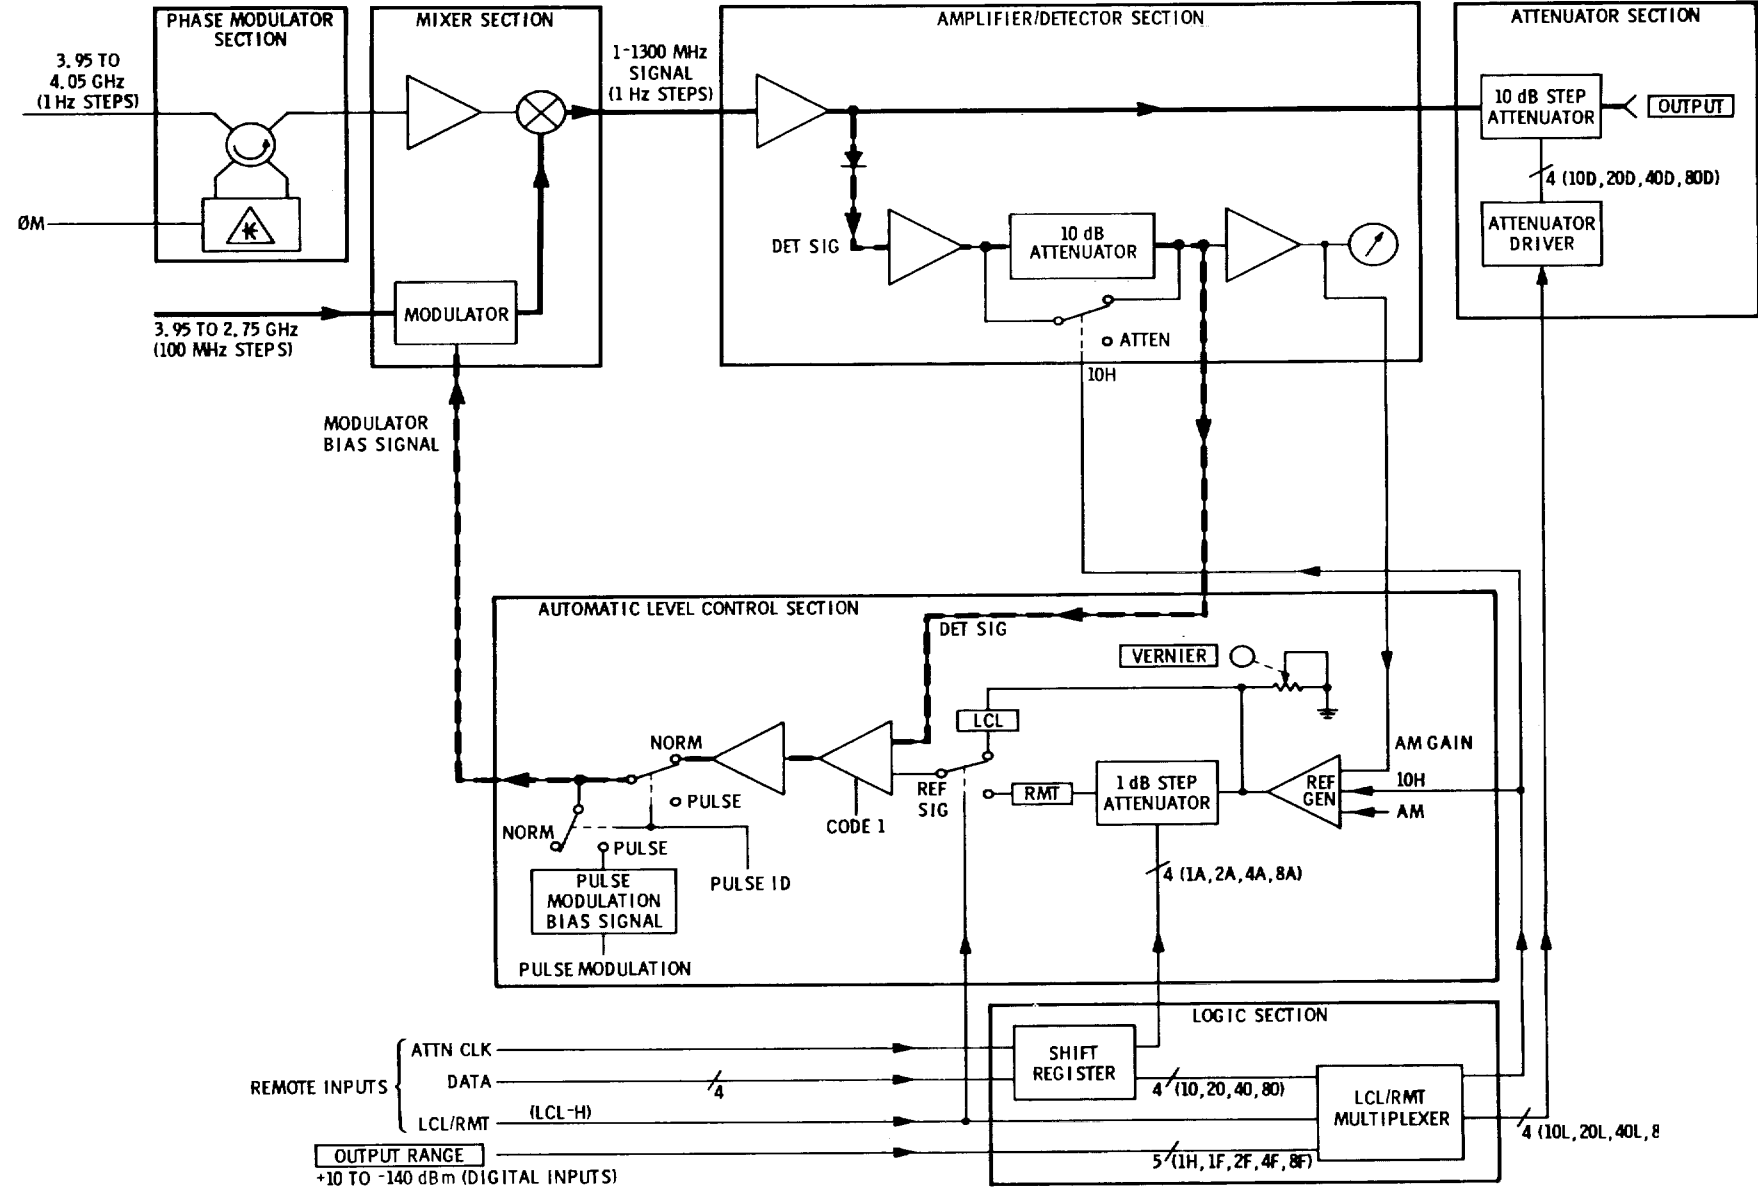 PHASE MODULATOR
SECTION
MIXER SECTION
AMPLIFIER/DETECTOR SECTION
ATTENUATOR SECTION
3.95 TO
4.05 GHz
(1 Hz STEPS)
1-1300 MHz
SIGNAL
(1 Hz STEPS)
10 dB STEP
ATTENUATOR
OUTPUT
4 (10D, 20D, 40D, 80D)
ØM
ATTENUATOR
DRIVER
DET SIG
10 dB
ATTENUATOR
MODULATOR
3.95 TO 2.75 GHz
(100 MHz STEPS)
ATTEN
10H
MODULATOR
BIAS SIGNAL
AUTOMATIC LEVEL CONTROL SECTION
DET SIG
VERNIER
LCL
NORM
AM GAIN
REF
SIG
RMT
1 dB STEP
ATTENUATOR
REF
GEN
10H
AM
PULSE
CODE 1
NORM
PULSE
PULSE ID
4 (1A, 2A, 4A, 8A)
PULSE
MODULATION
BIAS SIGNAL
PULSE MODULATION
LOGIC SECTION
REMOTE INPUTS
ATTN CLK
DATA
4
LCL/RMT
(LCL-H)
SHIFT
REGISTER
4 (10, 20, 40, 80)
LCL/RMT
MULTIPLEXER
4 (10L, 20L, 40L, 8
OUTPUT RANGE
+10 TO -140 dBm (DIGITAL INPUTS)
5 (1H, 1F, 2F, 4F, 8F)